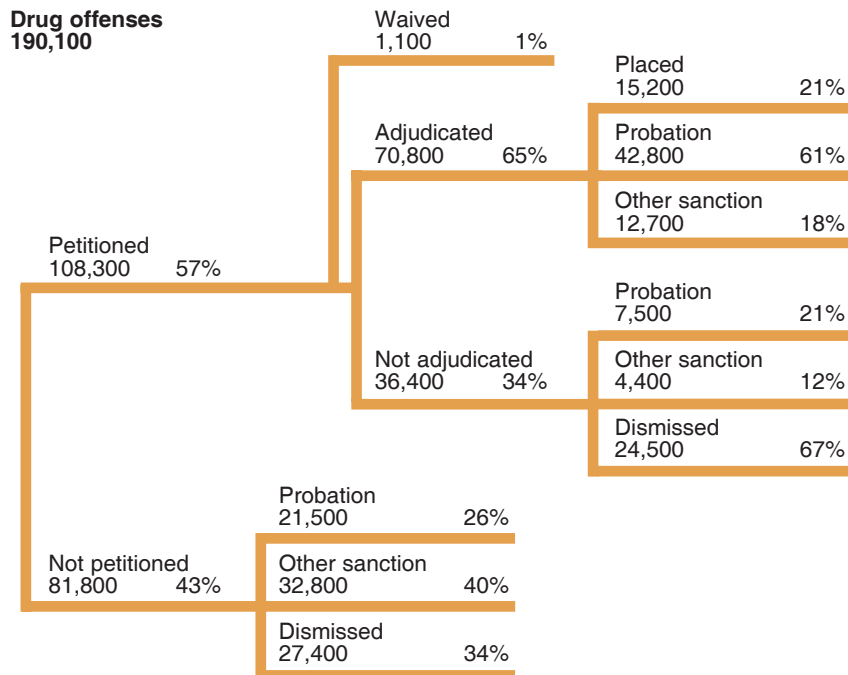 Drug offenses
190,100
Waived
1,100 1%
Placed
15,200 21%
Adjudicated
70,800 65%
Probation
42,800 61%
Other sanction
12,700 18%
Petitioned
108,300 57%
Probation
7,500 21%
Not adjudicated
36,400 34%
Other sanction
4,400 12%
Dismissed
24,500 67%
Probation
21,500 26%
Not petitioned
81,800 43%
Other sanction
32,800 40%
Dismissed
27,400 34%